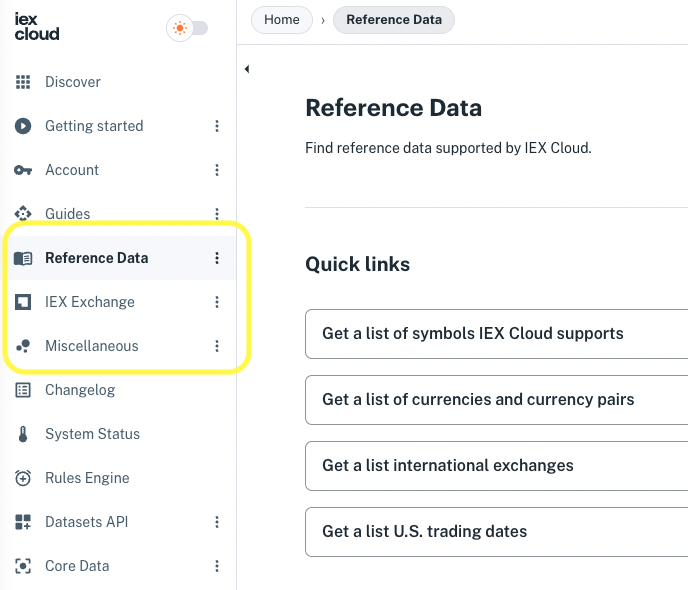 iex
cloud
Discover
Getting started
Account
Guides
Reference Data
IEX Exchange
Miscellaneous
Changelog
System Status
Rules Engine
Datasets API
Core Data
Home › Reference Data
Reference Data
Find reference data supported by IEX Cloud.
Quick links
Get a list of symbols IEX Cloud supports
Get a list of currencies and currency pairs
Get a list international exchanges
Get a list U.S. trading dates